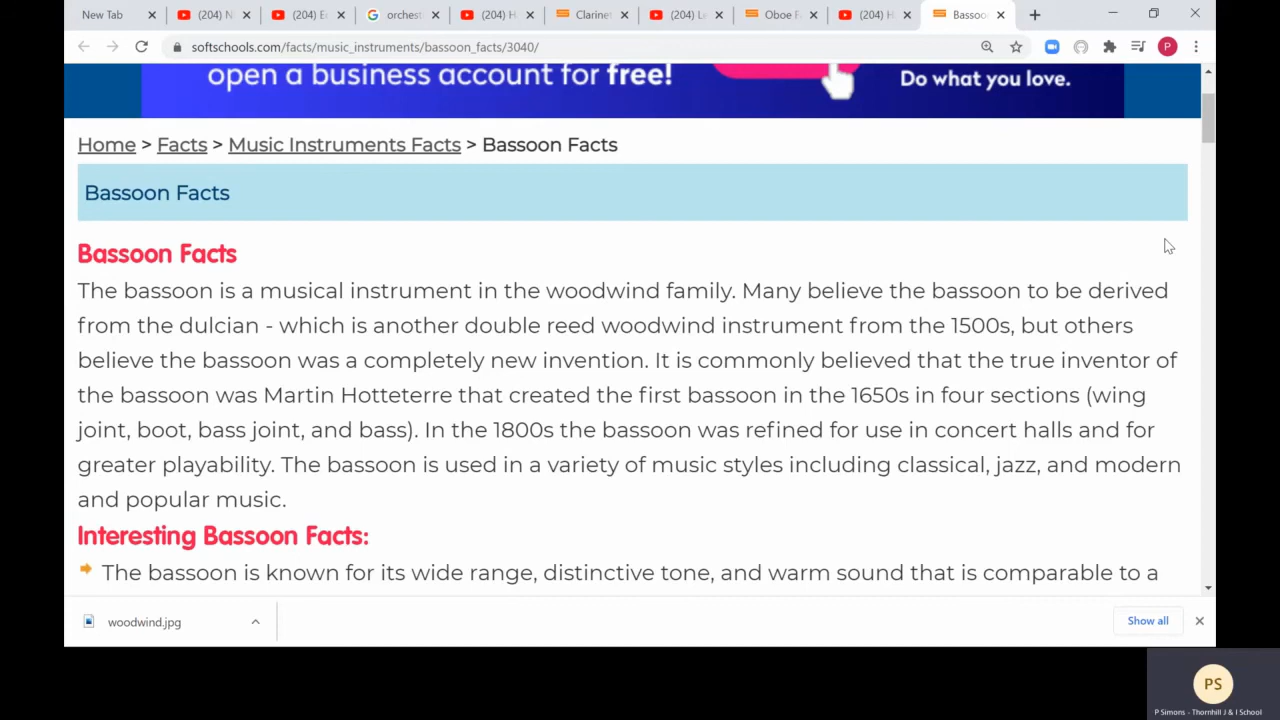 New Tab
(204) N
(204) E
orchest
(204) H
Clarine
(204) L
Oboe F
(204) H
Bassoo
softschools.com/facts/music_instruments/bassoon_facts/3040/
P
open a business account for free!
Do what you love.
Home > Facts > Music Instruments Facts > Bassoon Facts
Bassoon Facts
Bassoon Facts
The bassoon is a musical instrument in the woodwind family. Many believe the bassoon to be derived
from the dulcian - which is another double reed woodwind instrument from the 1500s, but others
believe the bassoon was a completely new invention. It is commonly believed that the true inventor of
the bassoon was Martin Hotteterre that created the first bassoon in the 1650s in four sections (wing
joint, boot, bass joint, and bass). In the 1800s the bassoon was refined for use in concert halls and for
greater playability. The bassoon is used in a variety of music styles including classical, jazz, and modern
and popular music.
Interesting Bassoon Facts:
The bassoon is known for its wide range, distinctive tone, and warm sound that is comparable to a
woodwind.jpg
Show all
PS
P Simons - Thornhill J & I School